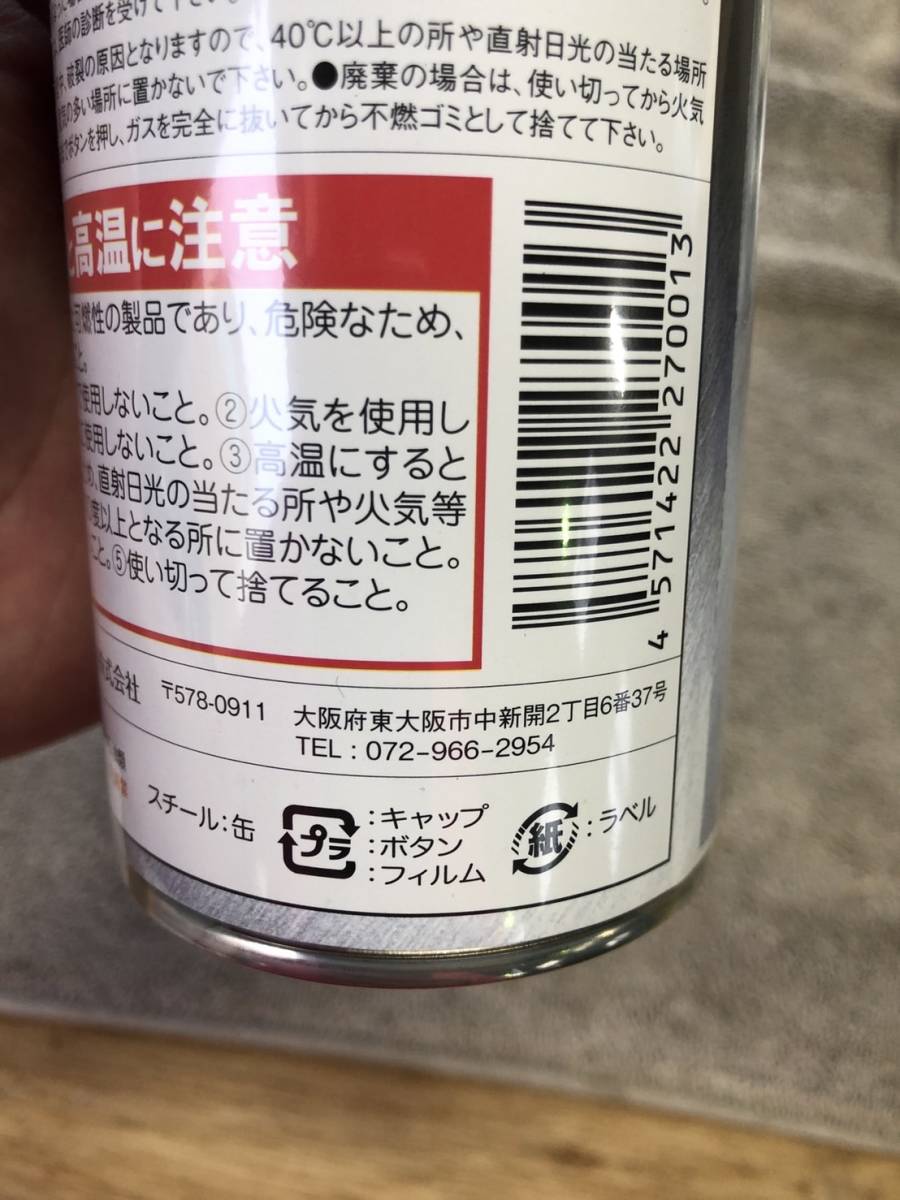 医師の診断を受けて下さい。
破裂の原因となりますので、40℃以上の所や直射日光の当たる場所
の多い場所に置かないで下さい。●廃棄の場合は、使い切ってから火気
ボタンを押し、ガスを完全に抜いてから不燃ゴミとして捨てて下さい。
高温に注意
可燃性の製品であり、危険なため、
と。
使用しないこと。②火気を使用し
使用しないこと。③高温にすると
め、直射日光の当たる所や火気等
度以上となる所に置かないこと。
こと。⑤使い切って捨てること。
4 571422 270013
式会社 〒578-0911 大阪府東大阪市中新開2丁目6番37号
TEL : 072-966-2954
スチール:缶
プラ :キャップ
:ボタン
:フィルム
紙 :ラベル